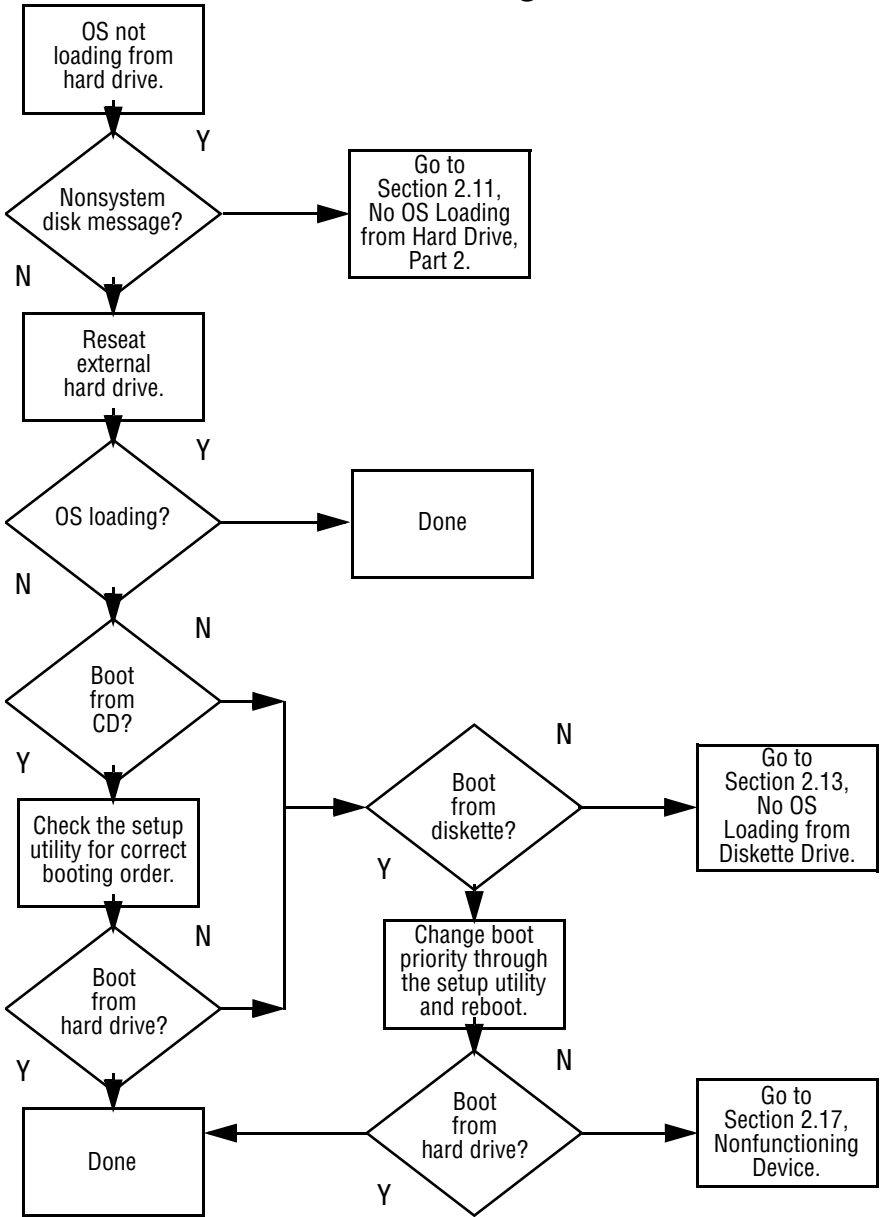 OS not
loading from
hard drive.
Y
Nonsystem
disk message?
Go to
Section 2.11,
No OS Loading
from Hard Drive,
Part 2.
N
Reseat
external
hard drive.
Y
OS loading?
Done
N
N
Boot
from
CD?
Y
Check the setup
utility for correct
booting order.
N
Boot
from
hard drive?
Y
Done
N
Boot
from
diskette?
Go to
Section 2.13,
No OS
Loading from
Diskette Drive.
Y
Change boot
priority through
the setup utility
and reboot.
N
Boot
from
hard drive?
Go to
Section 2.17,
Nonfunctioning
Device.
Y